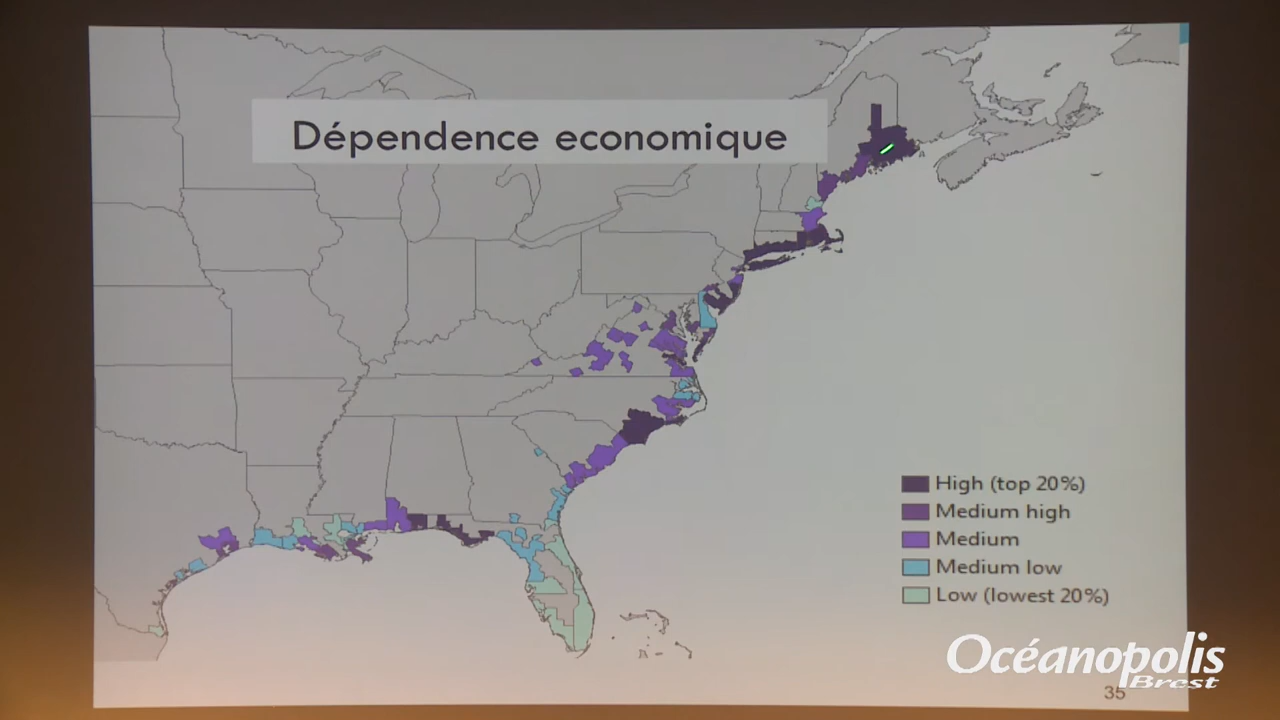 Dépendence economique
High (top 20%)
Medium high
Medium
Medium low
Low (lowest 20%)
Océanopolis
Brest
35